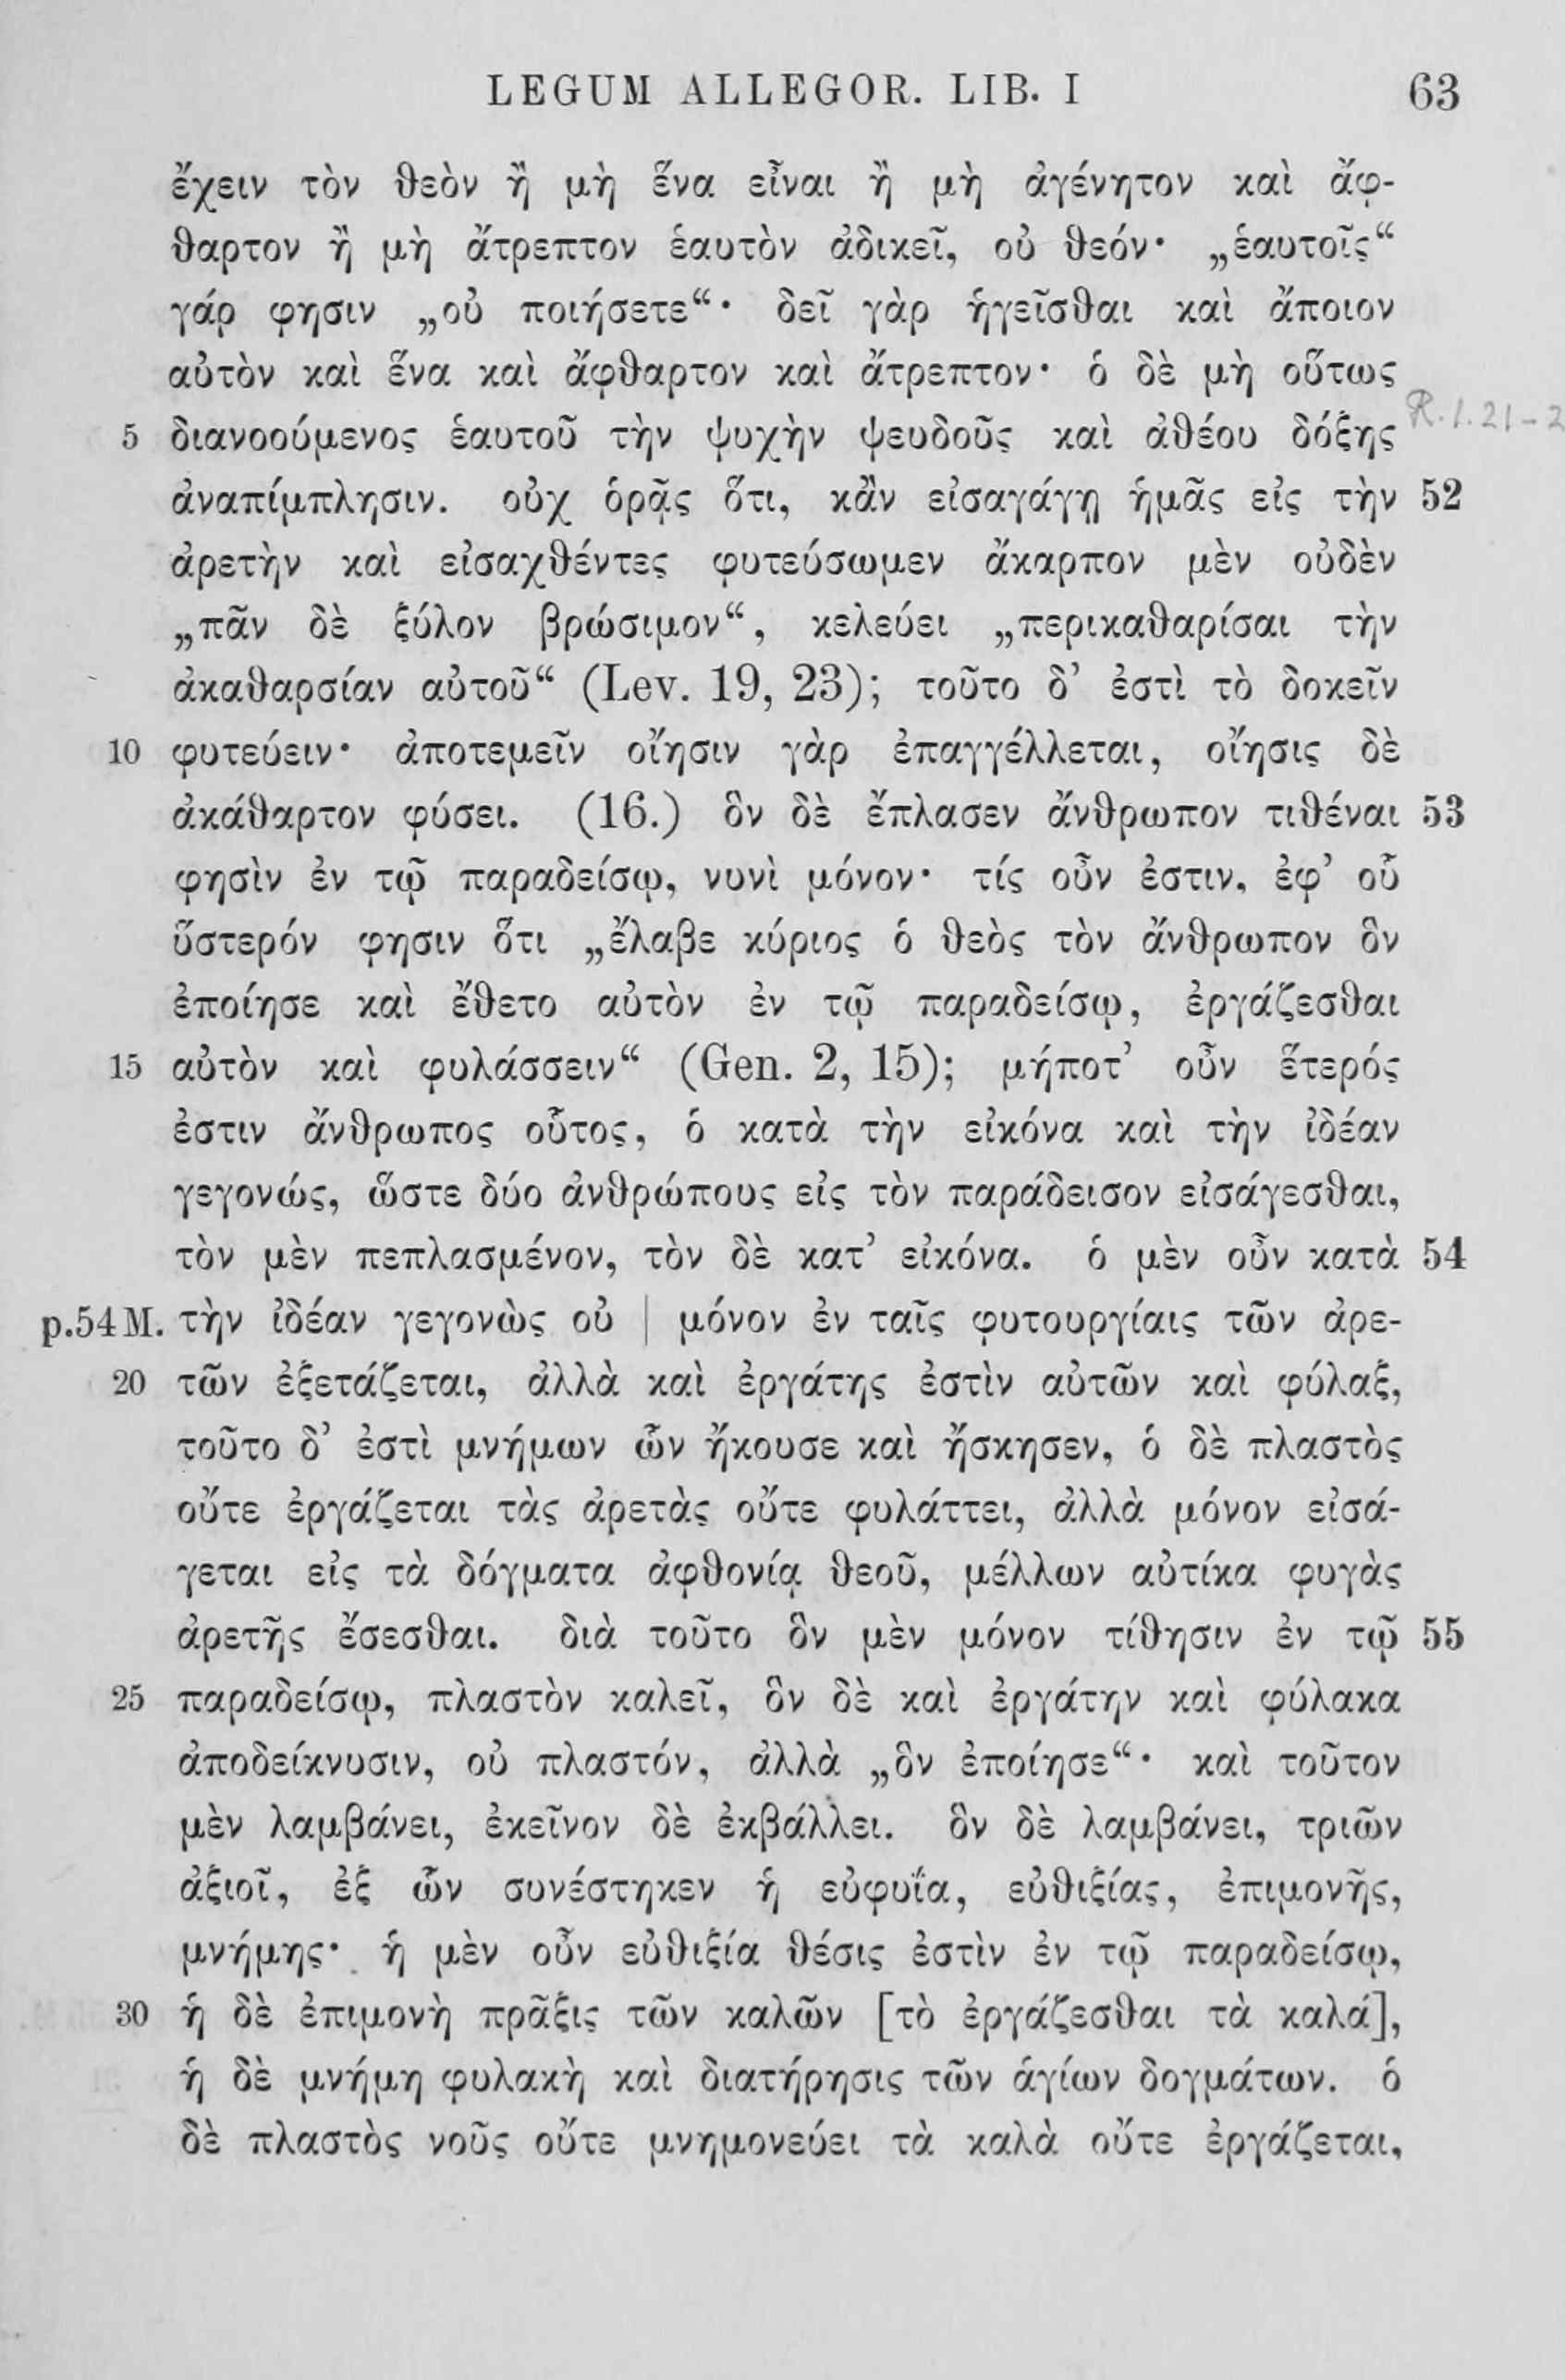 LEGUM ALLEGOR. LIB. I 63
ἔχειν τὸν θεὸν ἢ μὴ ἕνα εἶναι ἢ μὴ ἀγένητον καὶ ἄφ-
θαρτον ἢ μὴ ἄτρεπτον ἑαυτὸν ἀδικεῖ, οὐ θεόν· „ἑαυτοῖς“
γάρ φησιν „οὐ ποιήσετε“· δεῖ γὰρ ἡγεῖσθαι καὶ ἄποιον
αὐτὸν καὶ ἕνα καὶ ἄφθαρτον καὶ ἄτρεπτον· ὁ δὲ μὴ οὕτως
5 διανοούμενος ἑαυτοῦ τὴν ψυχὴν ψευδοῦς καὶ ἀθέου δόξης R. 1. 21-2
ἀναπίμπλησιν. οὐχ ὁρᾷς ὅτι, κἂν εἰσαγάγῃ ἡμᾶς εἰς τὴν 52
ἀρετὴν καὶ εἰσαχθέντες φυτεύσωμεν ἄκαρπον μὲν οὐδὲν
„πᾶν δὲ ξύλον βρώσιμον“, κελεύει „περικαθαρίσαι τὴν
ἀκαθαρσίαν αὐτοῦ“ (Lev. 19, 23); τοῦτο δ’ ἐστὶ τὸ δοκεῖν
10 φυτεύειν· ἀποτεμεῖν οἴησιν γὰρ ἐπαγγέλλεται, οἴησις δὲ
ἀκάθαρτον φύσει. (16.) ὃν δὲ ἔπλασεν ἄνθρωπον τιθέναι 53
φησὶν ἐν τῷ παραδείσῳ, νυνὶ μόνον· τίς οὖν ἐστιν, ἐφ’ οὗ
ὕστερόν φησιν ὅτι „ἔλαβε κύριος ὁ θεὸς τὸν ἄνθρωπον ὃν
ἐποίησε καὶ ἔθετο αὐτὸν ἐν τῷ παραδείσῳ, ἐργάζεσθαι
15 αὐτὸν καὶ φυλάσσειν“ (Gen. 2, 15); μήποτ’ οὖν ἕτερός
ἐστιν ἄνθρωπος οὗτος, ὁ κατὰ τὴν εἰκόνα καὶ τὴν ἰδέαν
γεγονώς, ὥστε δύο ἀνθρώπους εἰς τὸν παράδεισον εἰσάγεσθαι,
τὸν μὲν πεπλασμένον, τὸν δὲ κατ’ εἰκόνα. ὁ μὲν οὖν κατὰ 54
p.54 M. τὴν ἰδέαν γεγονὼς οὐ | μόνον ἐν ταῖς φυτουργίαις τῶν ἀρε-
20 τῶν ἐξετάζεται, ἀλλὰ καὶ ἐργάτης ἐστὶν αὐτῶν καὶ φύλαξ,
τοῦτο δ’ ἐστὶ μνήμων ὧν ἤκουσε καὶ ἤσκησεν, ὁ δὲ πλαστὸς
οὔτε ἐργάζεται τὰς ἀρετὰς οὔτε φυλάττει, ἀλλὰ μόνον εἰσά-
γεται εἰς τὰ δόγματα ἀφθονίᾳ θεοῦ, μέλλων αὐτίκα φυγὰς
ἀρετῆς ἔσεσθαι. διὰ τοῦτο ὃν μὲν μόνον τίθησιν ἐν τῷ 55
25 παραδείσῳ, πλαστὸν καλεῖ, ὃν δὲ καὶ ἐργάτην καὶ φύλακα
ἀποδείκνυσιν, οὐ πλαστόν, ἀλλὰ „ὃν ἐποίησε“· καὶ τοῦτον
μὲν λαμβάνει, ἐκεῖνον δὲ ἐκβάλλει. ὃν δὲ λαμβάνει, τριῶν
ἀξιοῖ, ἐξ ὧν συνέστηκεν ἡ εὐφυΐα, εὐθιξίας, ἐπιμονῆς,
μνήμης· ἡ μὲν οὖν εὐθιξία θέσις ἐστὶν ἐν τῷ παραδείσῳ,
30 ἡ δὲ ἐπιμονὴ πρᾶξις τῶν καλῶν [τὸ ἐργάζεσθαι τὰ καλά],
ἡ δὲ μνήμη φυλακὴ καὶ διατήρησις τῶν ἁγίων δογμάτων. ὁ
δὲ πλαστὸς νοῦς οὔτε μνημονεύει τὰ καλὰ οὔτε ἐργάζεται,